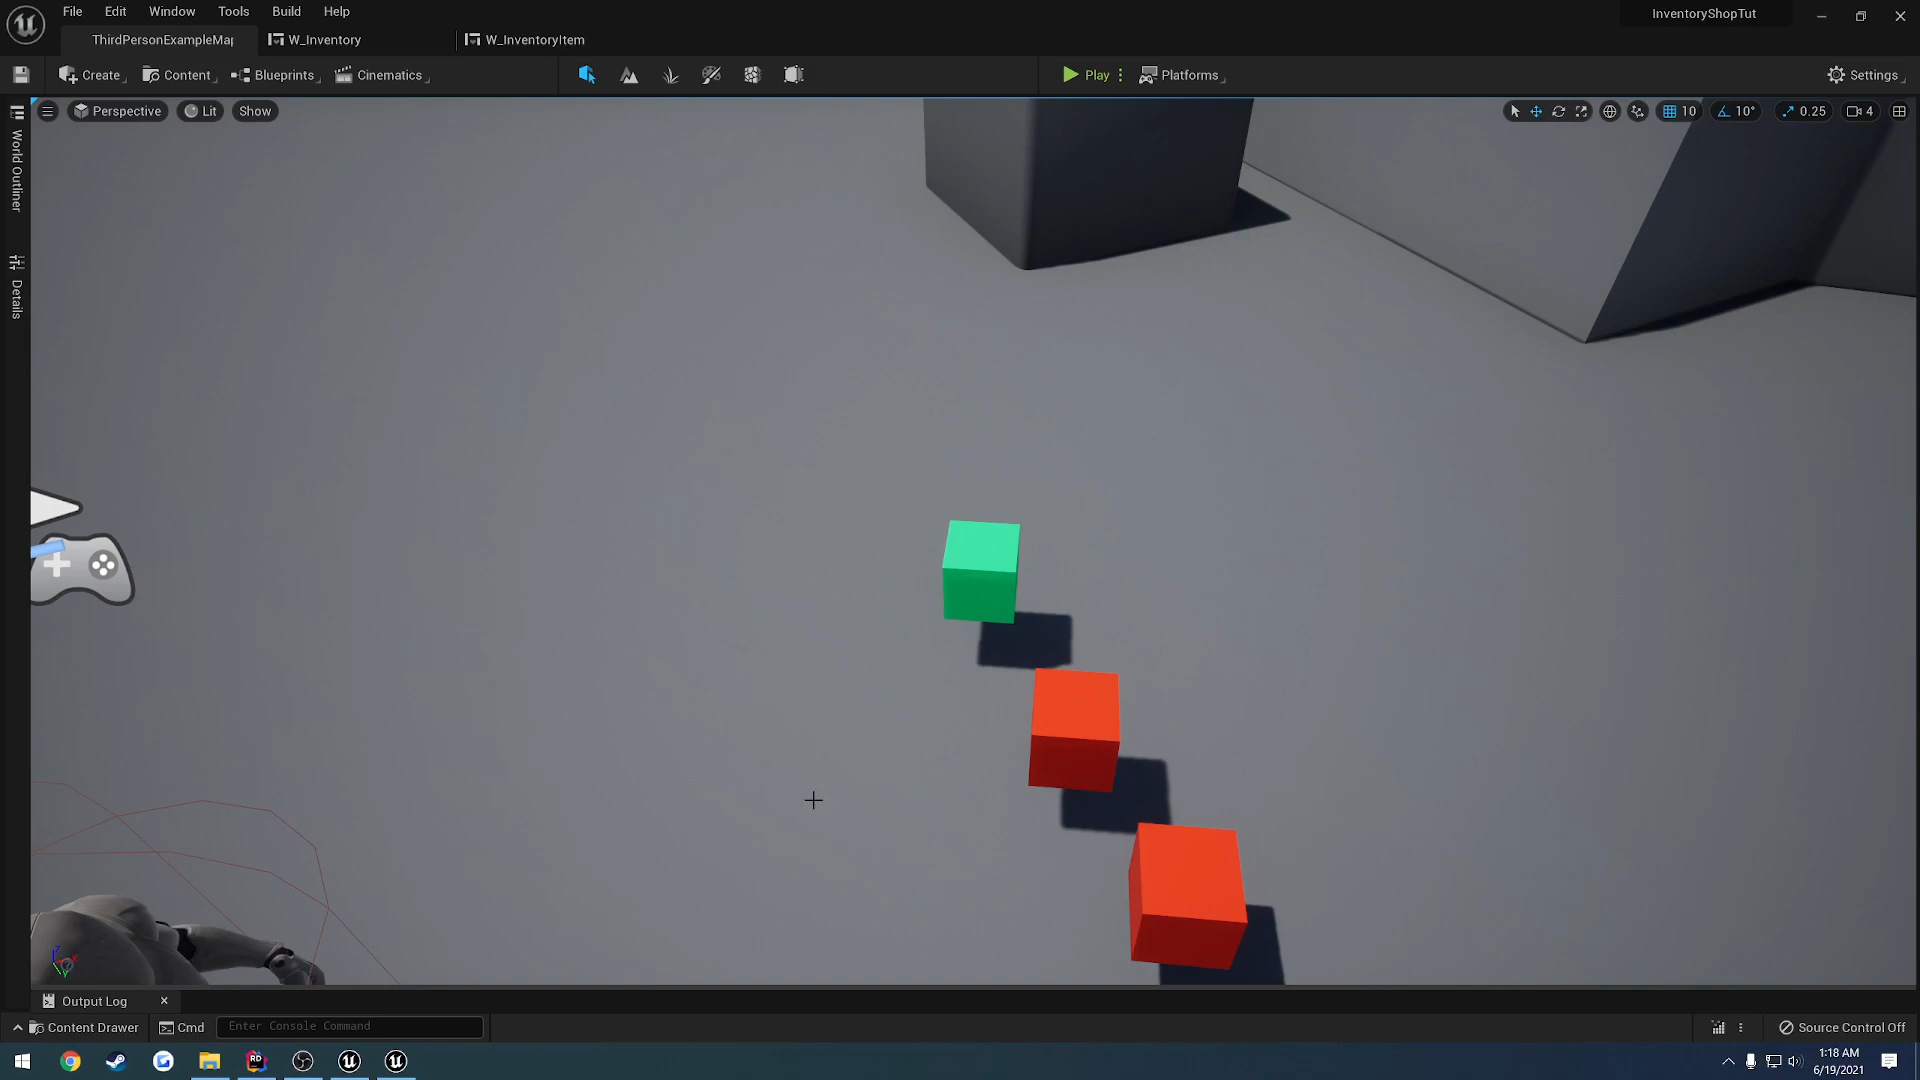 File Edit Window Tools Build Help
InventoryShopTut
ThirdPersonExampleMap
W_Inventory
W_InventoryItem
Create
Content
Blueprints
Cinematics
Play
Platforms
Settings
Perspective
Lit
Show
10
10°
0.25
4
World Outliner
Details
Output Log
Content Drawer
Cmd
Enter Console Command
Source Control Off
RD
1:18 AM
6/19/2021